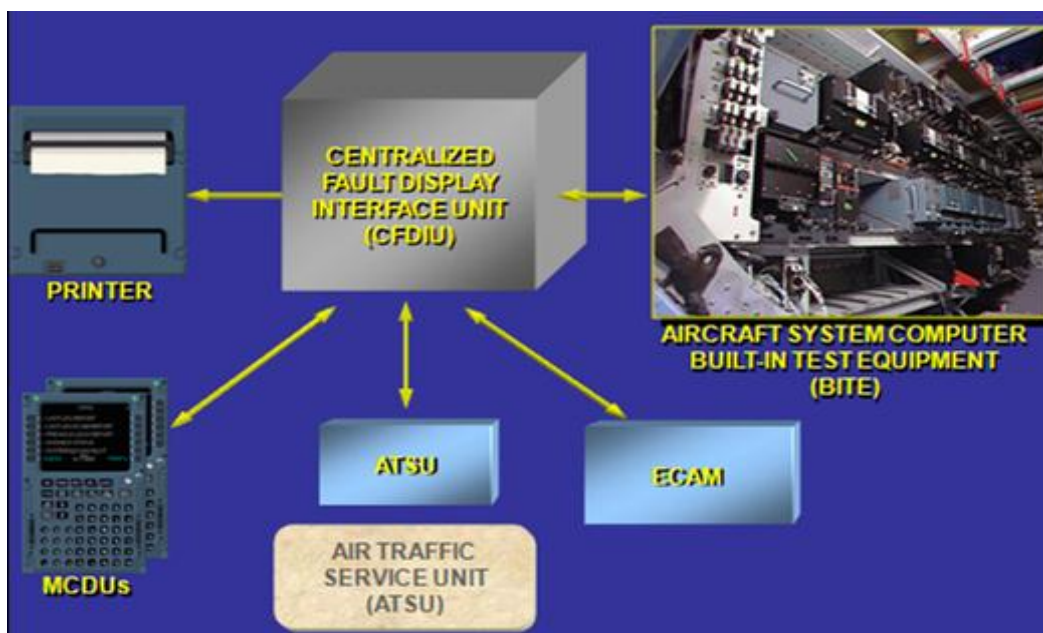 CENTRALIZED
FAULT DISPLAY
INTERFACE UNIT
(CFDIU)
PRINTER
AIRCRAFT SYSTEM COMPUTER
BUILT-IN TEST EQUIPMENT
(BITE)
ATSU
ECAM
AIR TRAFFIC
SERVICE UNIT
(ATSU)
MCDUs